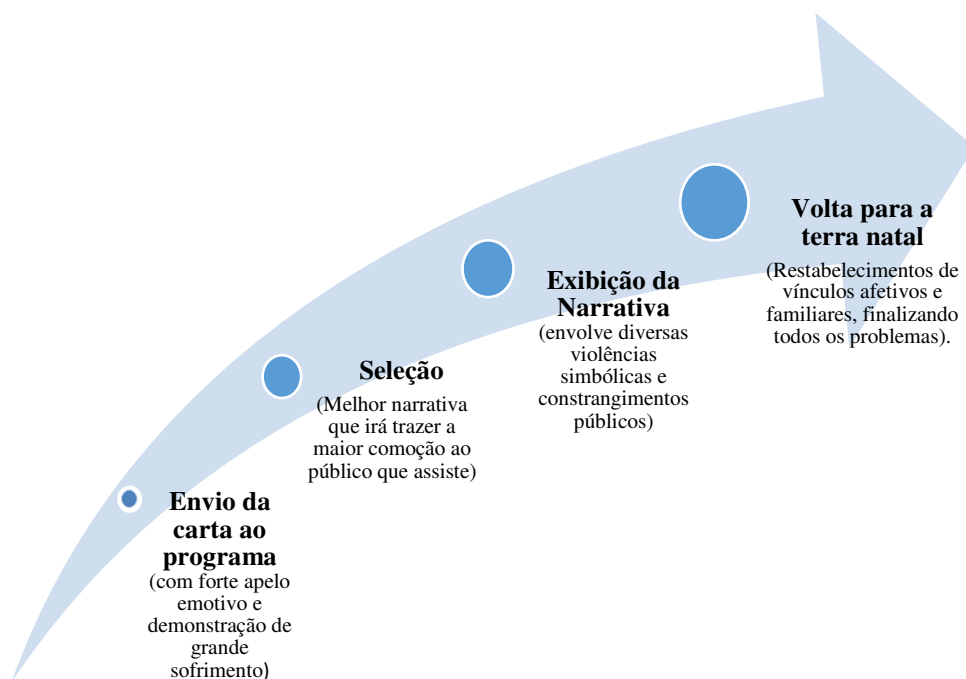 Envio da
carta ao
programa
(com forte apelo
emotivo e
demonstração de
grande
sofrimento)
Seleção
(Melhor narrativa
que irá trazer a
maior comoção ao
público que assiste)
Exibição da
Narrativa
(envolve diversas
violências
simbólicas e
constrangimentos
públicos)
Volta para a
terra natal
(Restabelecimentos de
vínculos afetivos e
familiares, finalizando
todos os problemas).